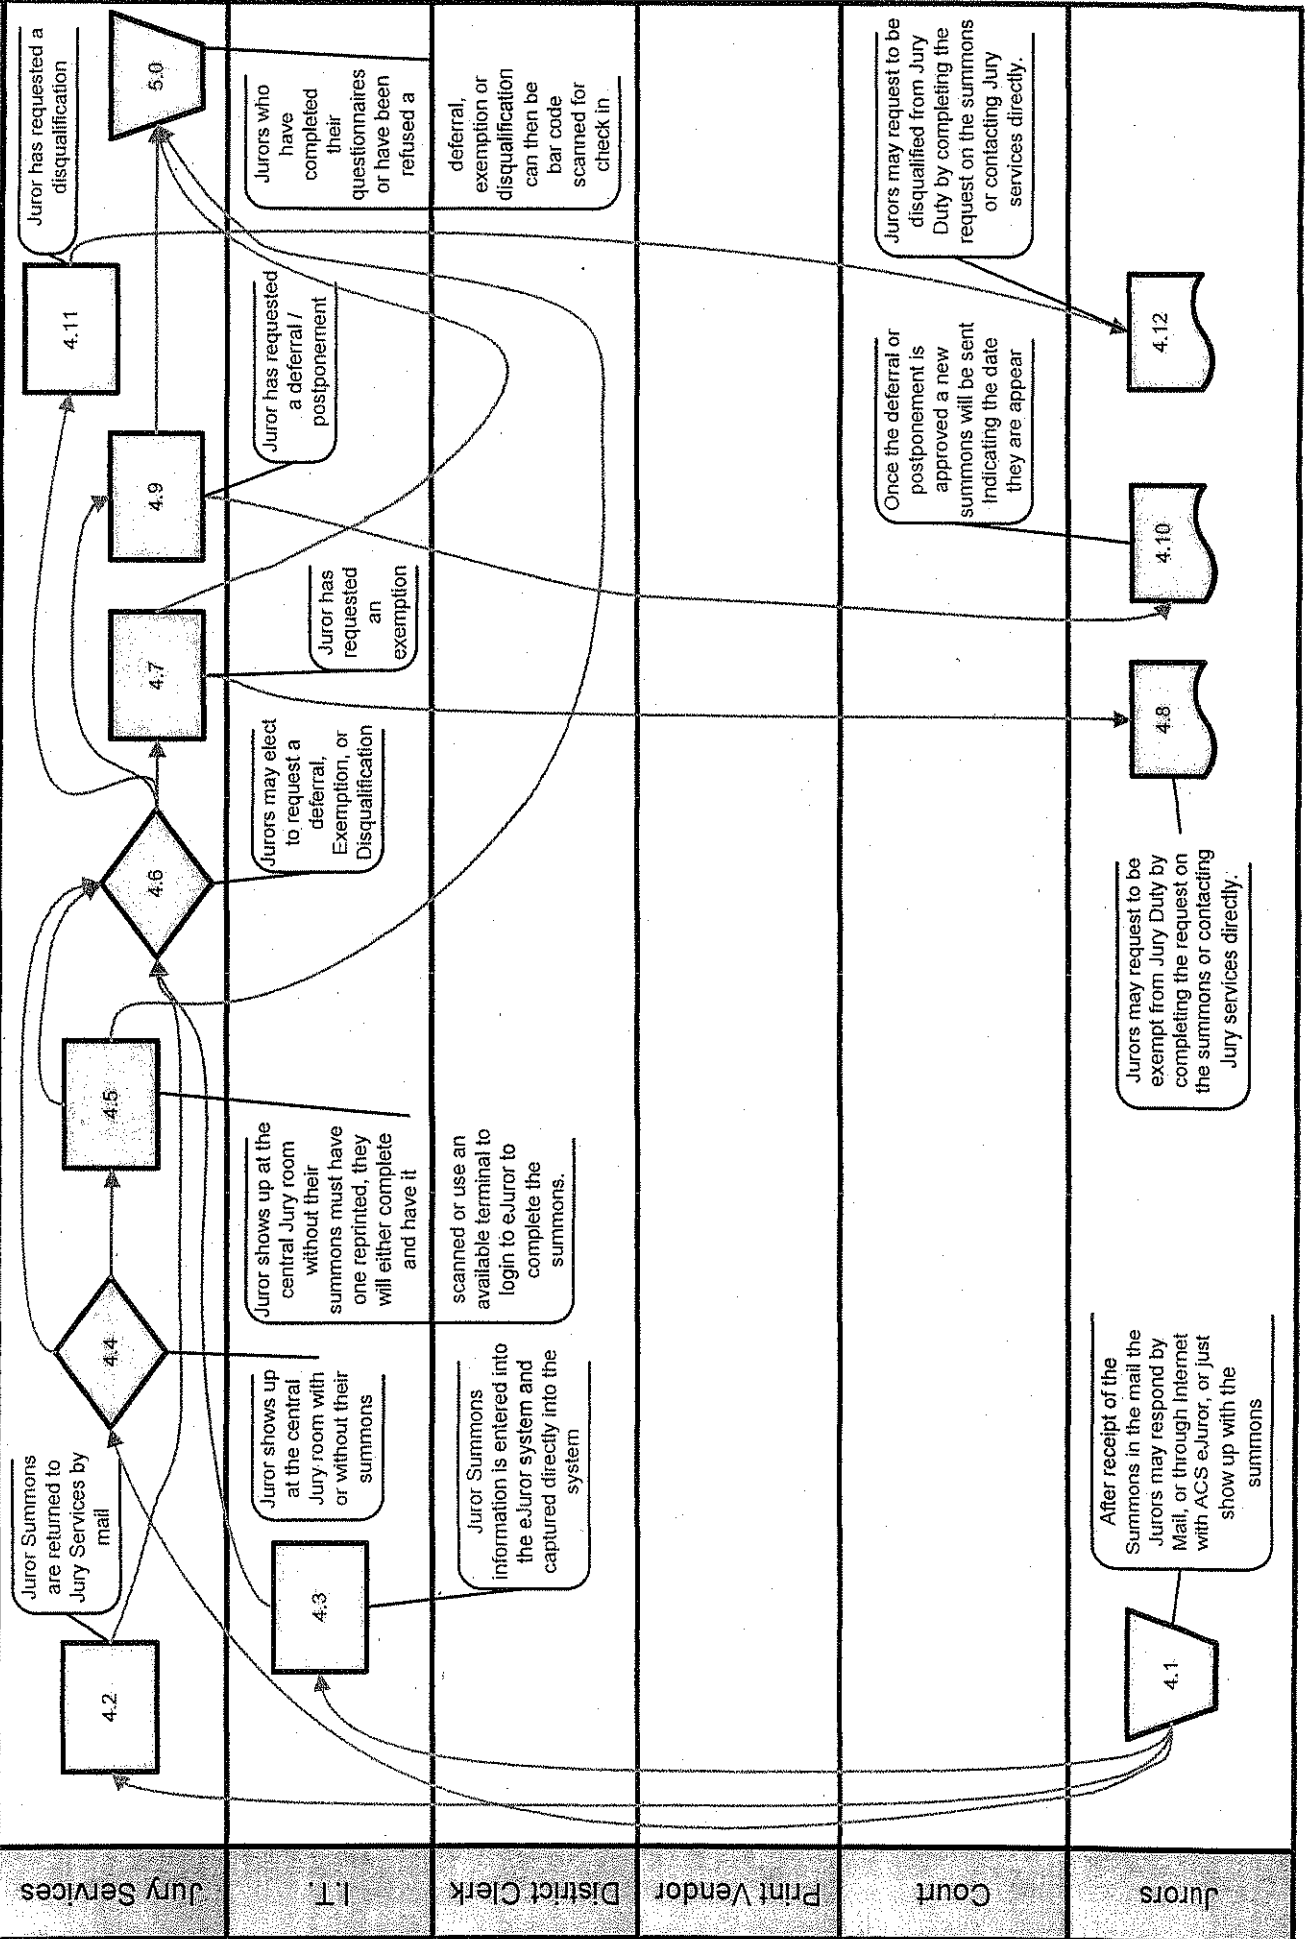 Jury Services
I.T.
District Clerk
Print Vendor
Court
Jurors
4.2
Juror Summons
are returned to
Jury Services by
mail
4.4
4.5
4.6
4.7
4.9
4.11
Juror has requested a
disqualification
5.0
4.3
Juror shows up
at the central
Jury room with
or without their
summons
Juror shows up at the
central Jury room
without their
summons must have
one reprinted, they
will either complete
and have it
scanned or use an
available terminal to
login to eJuror to
complete the
summons.
Jurors may elect
to request a
deferral,
Exemption, or
Disqualification
Juror has
requested
an
exemption
Juror has requested
a deferral /
postponement
Jurors who
have
completed
their
questionnaires
or have been
refused a
deferral,
exemption or
disqualification
can then be
bar code
scanned for
check in
Juror Summons
information is entered into
the eJuror system and
captured directly into the
system
4.1
After receipt of the
Summons in the mail the
Jurors may respond by
Mail, or through Internet
with ACS eJuror, or just
show up with the
summons
Jurors may request to be
exempt from Jury Duty by
completing the request on
the summons or contacting
Jury services directly.
4.8
Once the deferral or
postponement is
approved a new
summons will be sent
Indicating the date
they are appear
4.10
Jurors may request to be
disqualified from Jury
Duty by completing the
request on the summons
or contacting Jury
services directly.
4.12